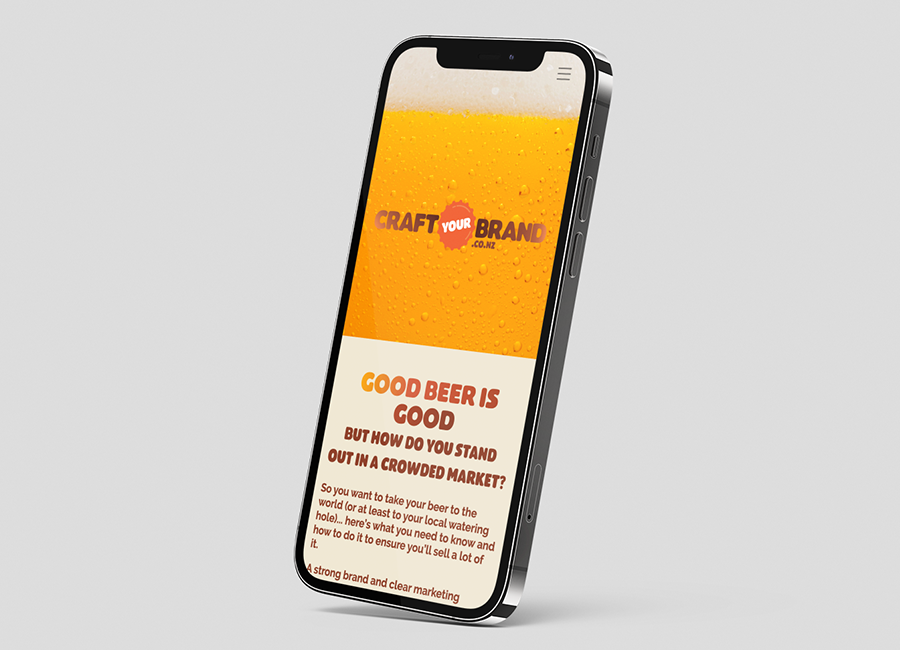 CRAFT YOUR BRAND
.CO.NZ
GOOD BEER IS
GOOD
BUT HOW DO YOU STAND
OUT IN A CROWDED MARKET?
So you want to take your beer to the
world (or at least to your local watering
hole)... here's what you need to know and
how to do it to ensure you'll sell a lot of
it.
A strong brand and clear marketing